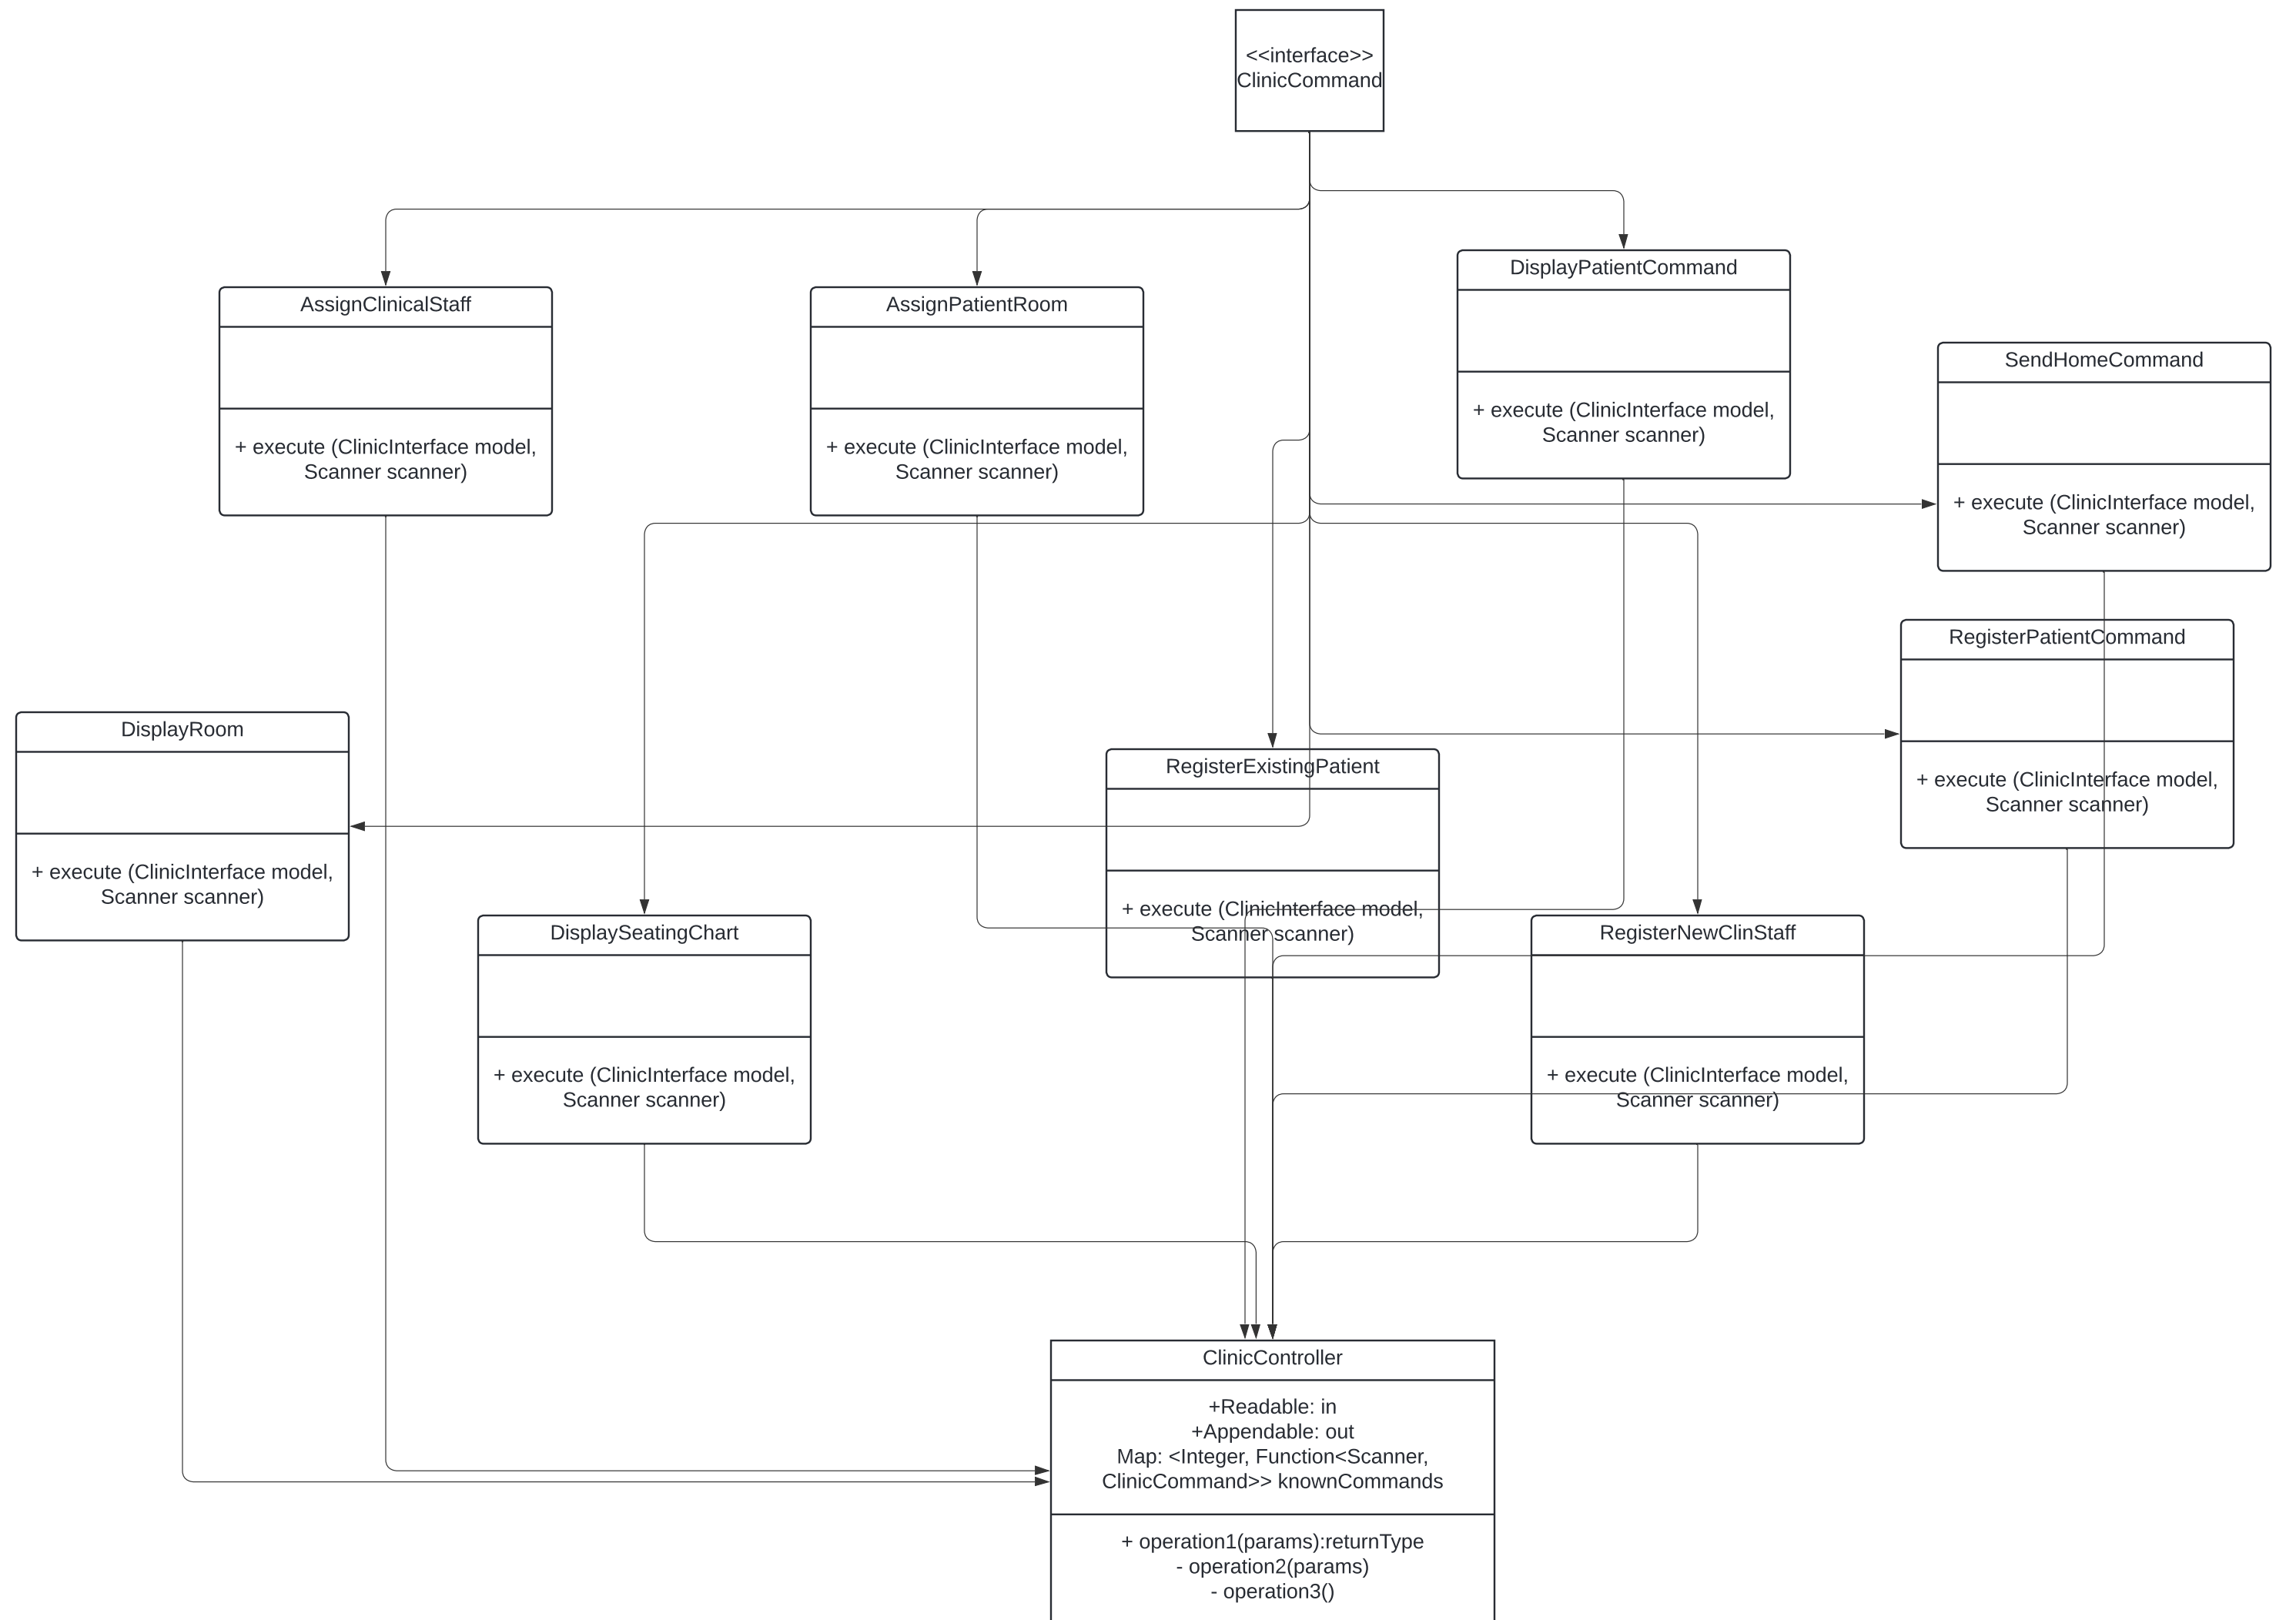 <<interface>>
ClinicCommand
DisplayPatientCommand
+ execute (ClinicInterface model,
Scanner scanner)
AssignClinicalStaff
+ execute (ClinicInterface model,
Scanner scanner)
AssignPatientRoom
+ execute (ClinicInterface model,
Scanner scanner)
SendHomeCommand
+ execute (ClinicInterface model,
Scanner scanner)
RegisterPatientCommand
+ execute (ClinicInterface model,
Scanner scanner)
DisplayRoom
+ execute (ClinicInterface model,
Scanner scanner)
RegisterExistingPatient
+ execute (ClinicInterface model,
Scanner scanner)
DisplaySeatingChart
+ execute (ClinicInterface model,
Scanner scanner)
RegisterNewClinStaff
+ execute (ClinicInterface model,
Scanner scanner)
ClinicController
+Readable: in
+Appendable: out
Map: <Integer, Function<Scanner,
ClinicCommand>> knownCommands
+ operation1(params):returnType
- operation2(params)
- operation3()